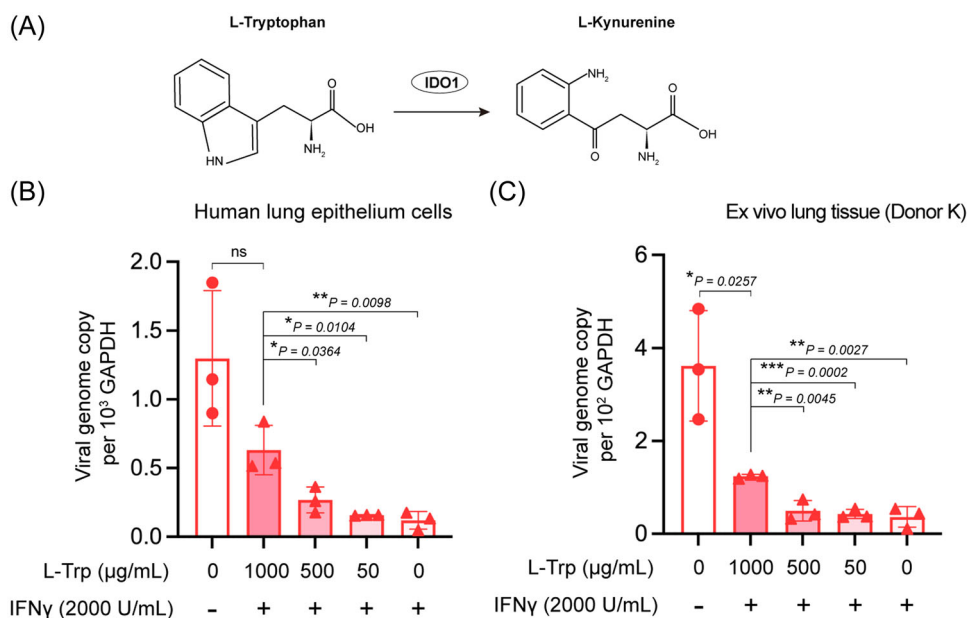 (A)
L-Tryptophan
L-Kynurenine
IDO1
O
OH
NH₂
HN
NH₂
O
OH
O
NH₂
(B)
Human lung epithelium cells
Viral genome copy
per 10³ GAPDH
2.0
1.5
1.0
0.5
0.0
ns
**P = 0.0098
*P = 0.0104
*P = 0.0364
L-Trp (μg/mL) 0 1000 500 50 0
IFNγ (2000 U/mL) - + + + +
(C)
Ex vivo lung tissue (Donor K)
Viral genome copy
per 10² GAPDH
6
4
2
0
*P = 0.0257
**P = 0.0027
***P = 0.0002
**P = 0.0045
L-Trp (μg/mL) 0 1000 500 50 0
IFNγ (2000 U/mL) - + + + +